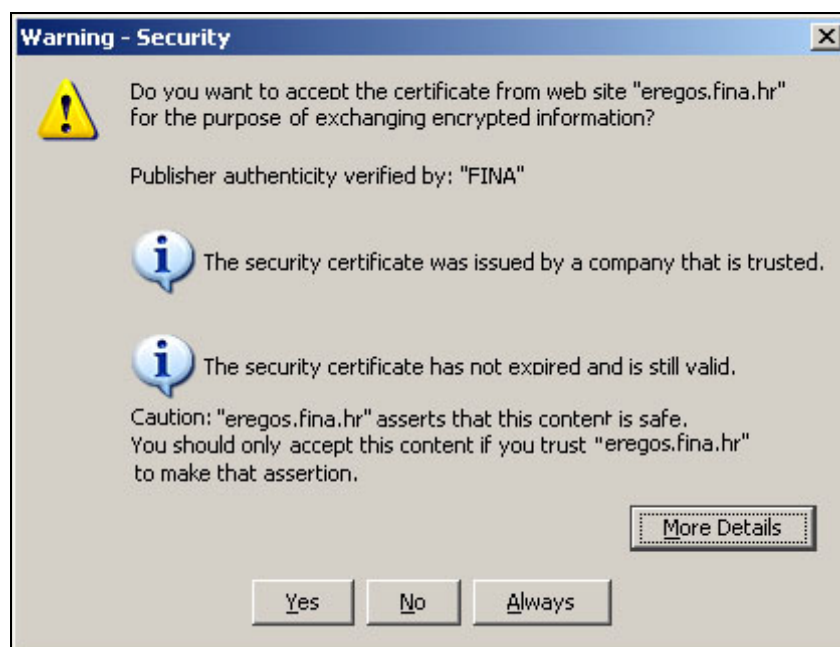 Warning - Security
Do you want to accept the certificate from web site "eregos.fina.hr"
for the purpose of exchanging encrypted information?
Publisher authenticity verified by: "FINA"
The security certificate was issued by a company that is trusted.
The security certificate has not expired and is still valid.
Caution: "eregos.fina.hr" asserts that this content is safe.
You should only accept this content if you trust "eregos.fina.hr"
to make that assertion.
More Details
Yes No Always